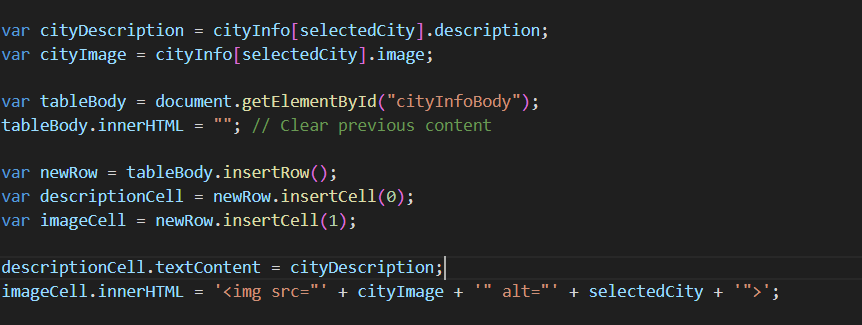 var cityDescription = cityInfo[selectedCity].description;
var cityImage = cityInfo[selectedCity].image;
var tableBody = document.getElementById("cityInfoBody");
tableBody.innerHTML = ""; // Clear previous content
var newRow = tableBody.insertRow();
var descriptionCell = newRow.insertCell(0);
var imageCell = newRow.insertCell(1);
descriptionCell.textContent = cityDescription;
imageCell.innerHTML = '<img src="' + cityImage + '" alt="' + selectedCity + '">';